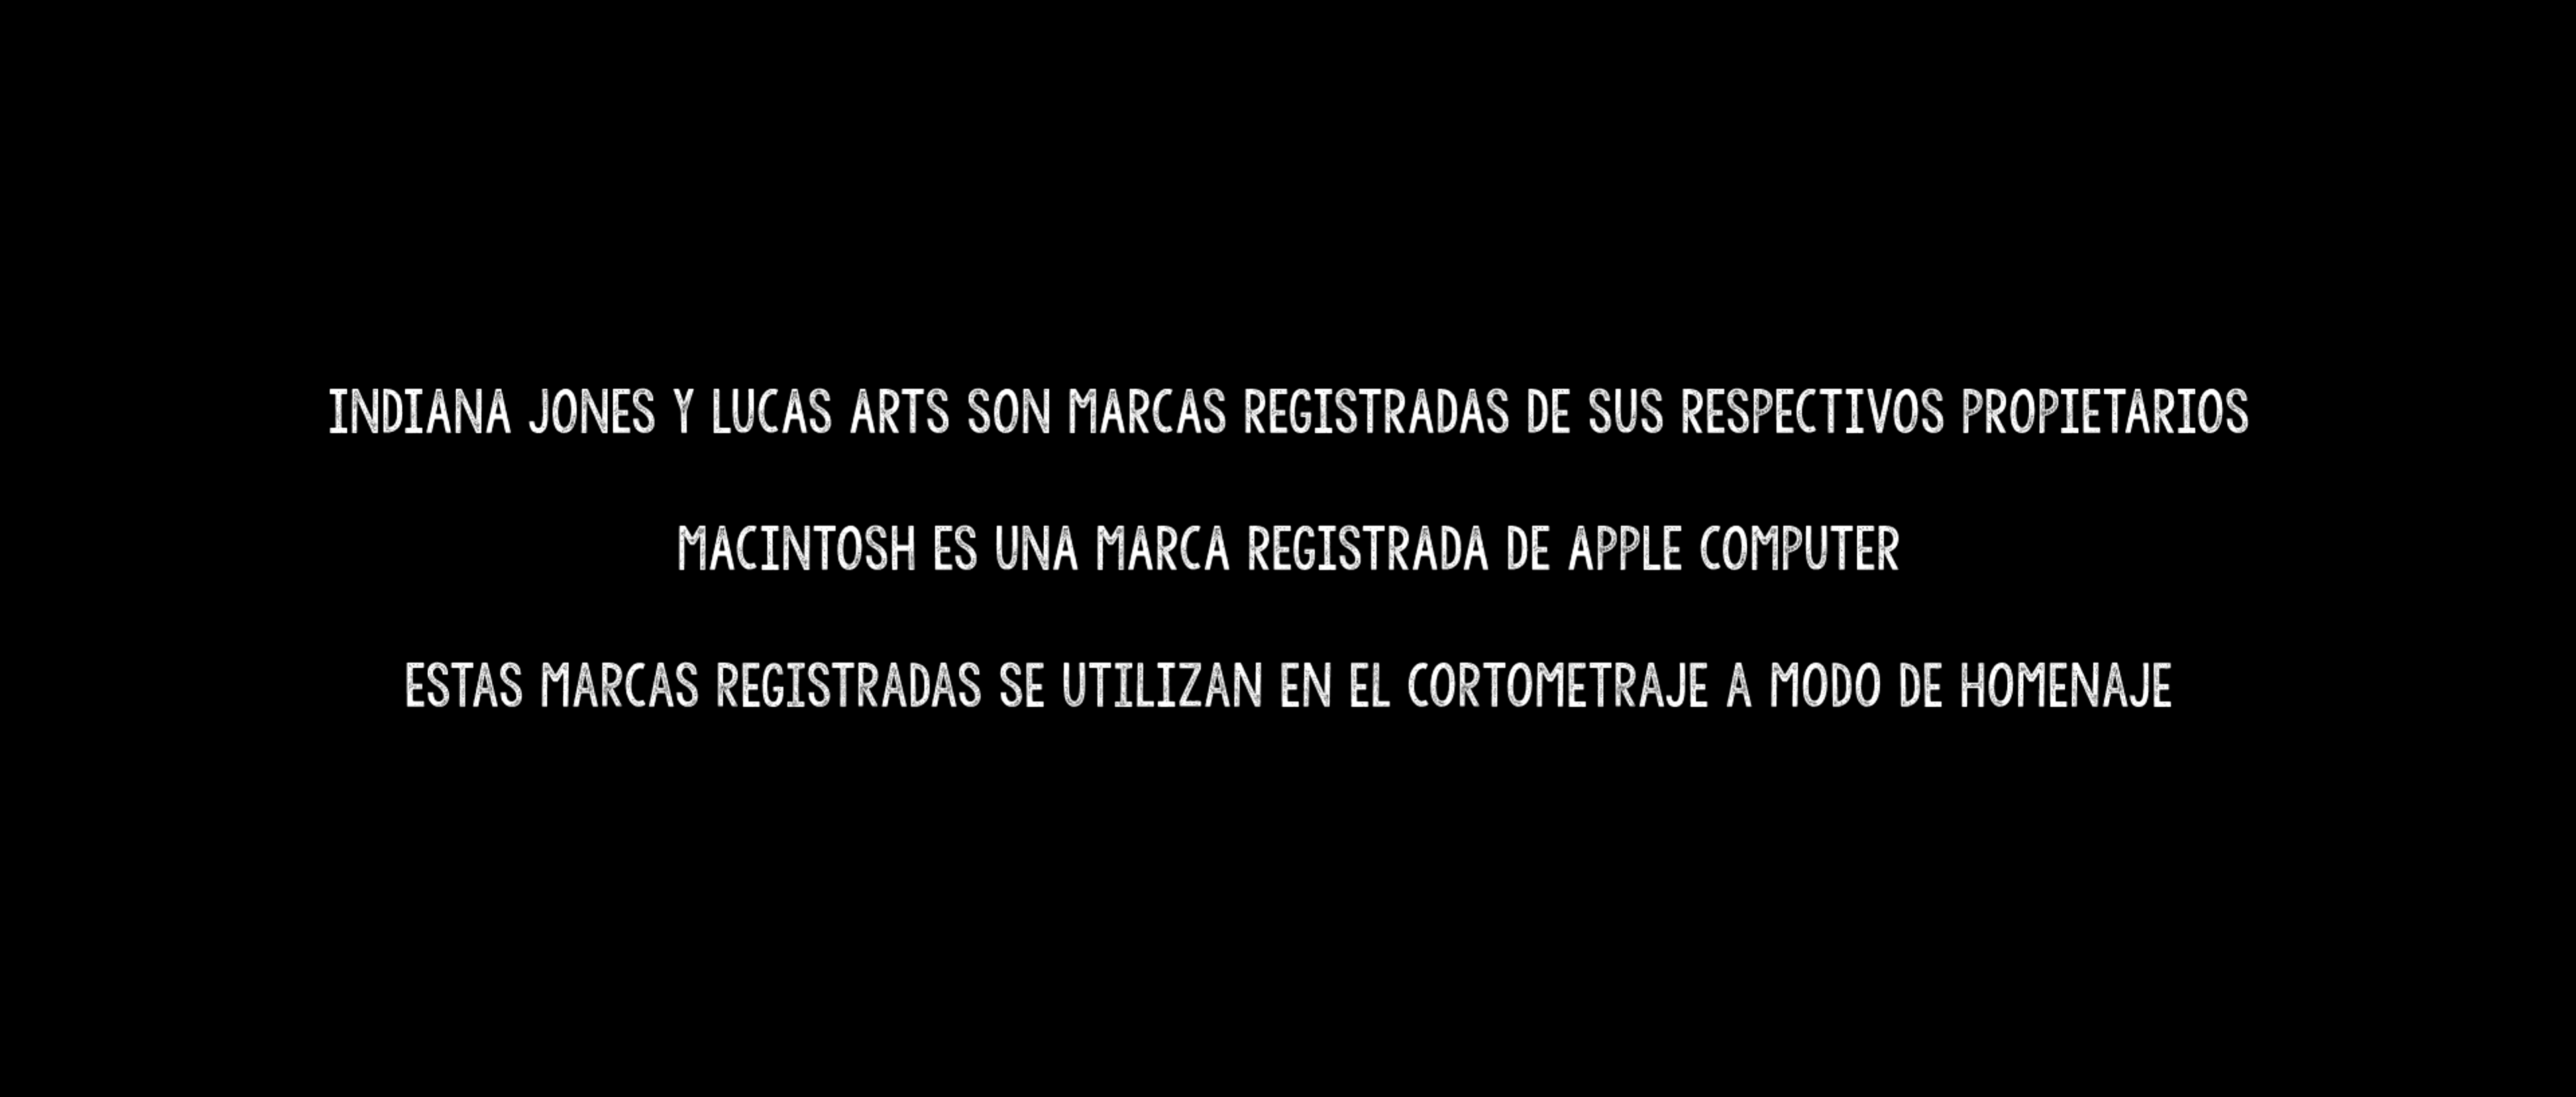 INDIANA JONES Y LUCAS ARTS SON MARCAS REGISTRADAS DE SUS RESPECTIVOS PROPIETARIOS
MACINTOSH ES UNA MARCA REGISTRADA DE APPLE COMPUTER
ESTAS MARCAS REGISTRADAS SE UTILIZAN EN EL CORTOMETRAJE A MODO DE HOMENAJE